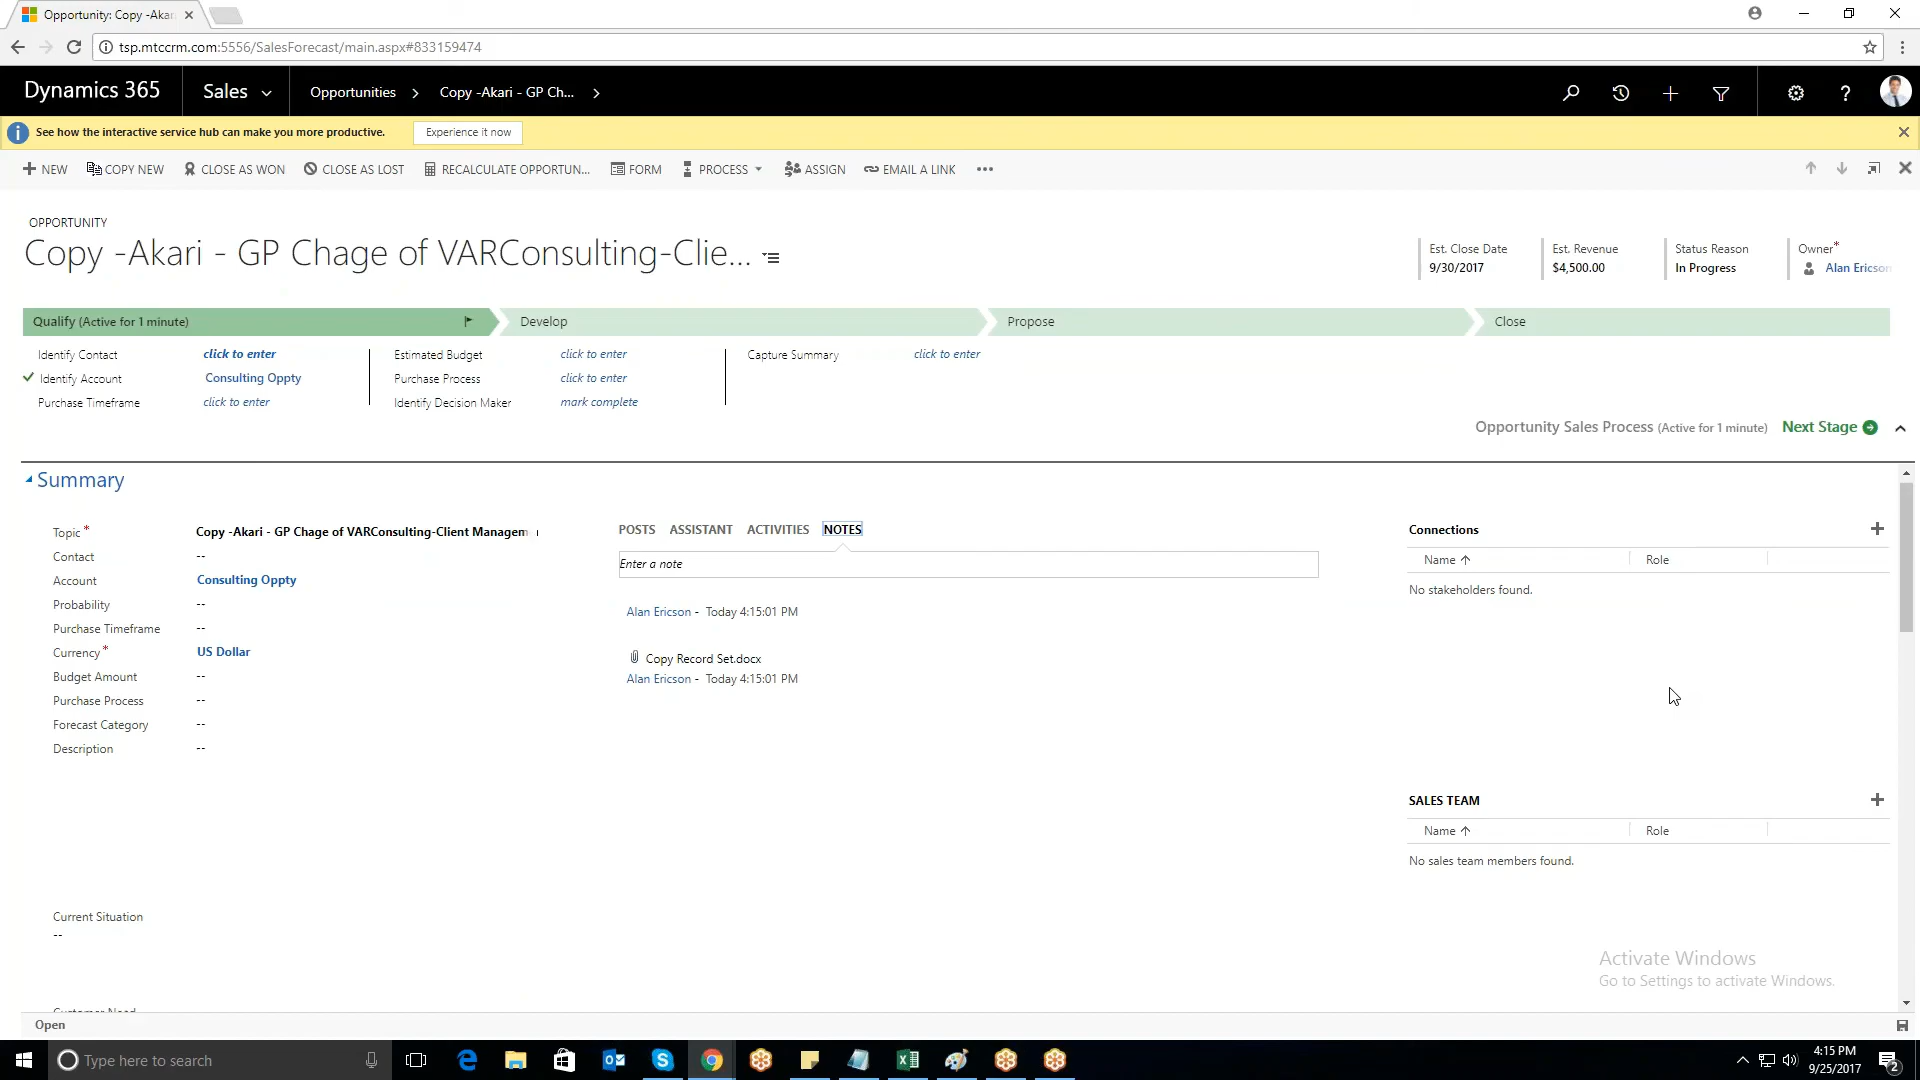 Opportunity: Copy -Akar
tsp.mtccrm.com:5556/SalesForecast/main.aspx#833159474
Dynamics 365 Sales Opportunities Copy -Akari - GP Ch...
See how the interactive service hub can make you more productive. Experience it now
NEW COPY NEW CLOSE AS WON CLOSE AS LOST RECALCULATE OPPORTUN... FORM PROCESS ASSIGN EMAIL A LINK
OPPORTUNITY
Copy -Akari - GP Chage of VARConsulting-Clie...
Est. Close Date Est. Revenue Status Reason Owner*
9/30/2017 $4,500.00 In Progress Alan Ericson
Qualify (Active for 1 minute) Develop Propose Close
Identify Contact click to enter Estimated Budget click to enter Capture Summary click to enter
Identify Account Consulting Oppty Purchase Process click to enter
Purchase Timeframe click to enter Identify Decision Maker mark complete
Opportunity Sales Process (Active for 1 minute) Next Stage
Summary
Topic * Copy -Akari - GP Chage of VARConsulting-Client Managem
Contact --
Account Consulting Oppty
Probability --
Purchase Timeframe --
Currency * US Dollar
Budget Amount --
Purchase Process --
Forecast Category --
Description --
Current Situation
--
Customer Need
POSTS ASSISTANT ACTIVITIES NOTES
Enter a note
Alan Ericson - Today 4:15:01 PM
Copy Record Set.docx
Alan Ericson - Today 4:15:01 PM
Connections
Name Role
No stakeholders found.
SALES TEAM
Name Role
No sales team members found.
Activate Windows
Go to Settings to activate Windows.
Open
Type here to search
4:15 PM
9/25/2017
2